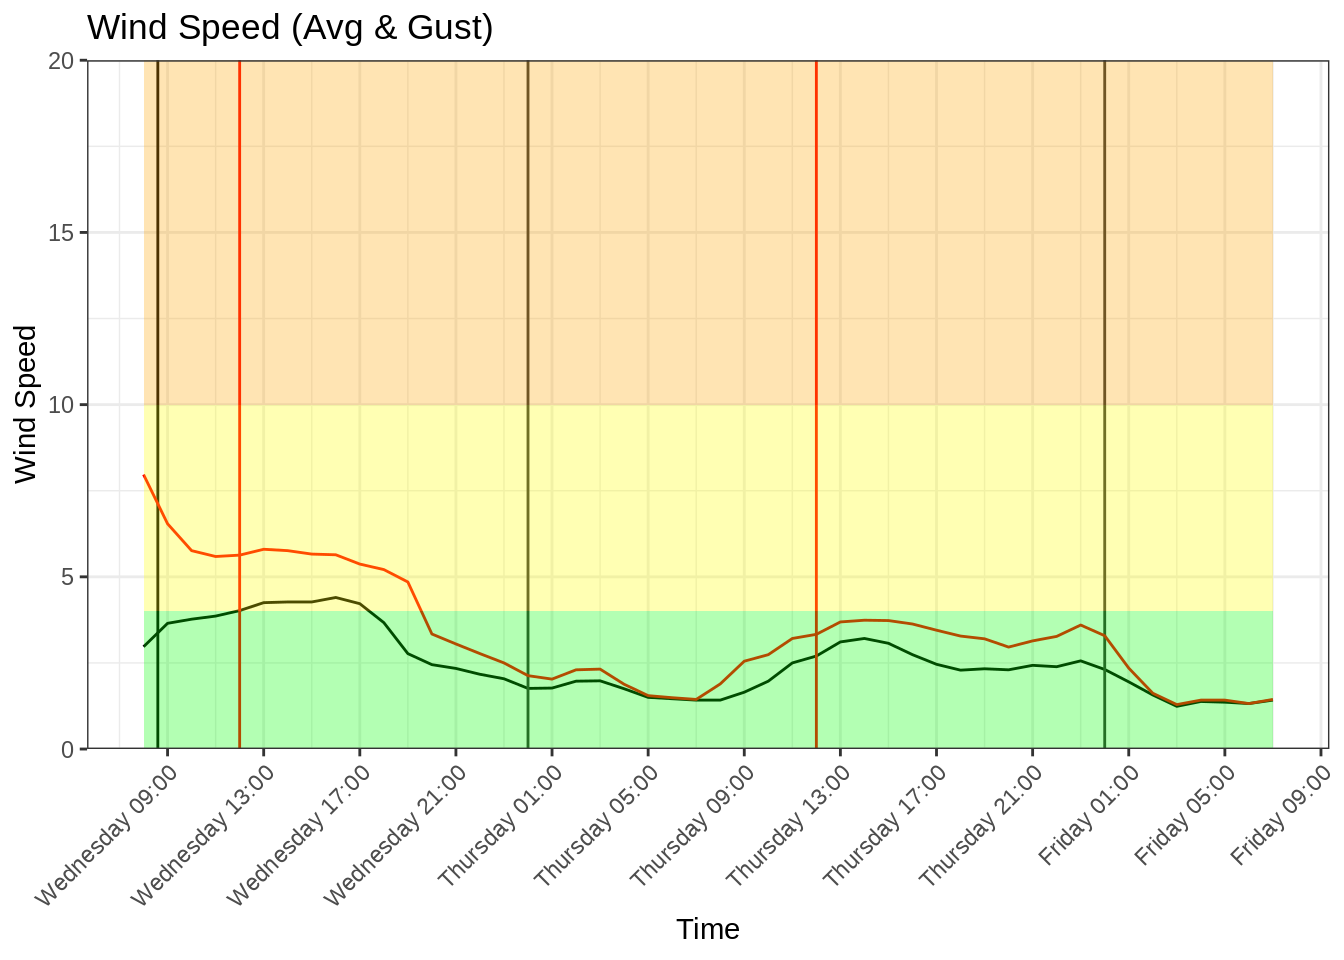 Wind Speed (Avg & Gust)
20
15
10
5
0
Wind Speed
Wednesday 09:00
Wednesday 13:00
Wednesday 17:00
Wednesday 21:00
Thursday 01:00
Thursday 05:00
Thursday 09:00
Thursday 13:00
Thursday 17:00
Thursday 21:00
Friday 01:00
Friday 05:00
Friday 09:00
Time